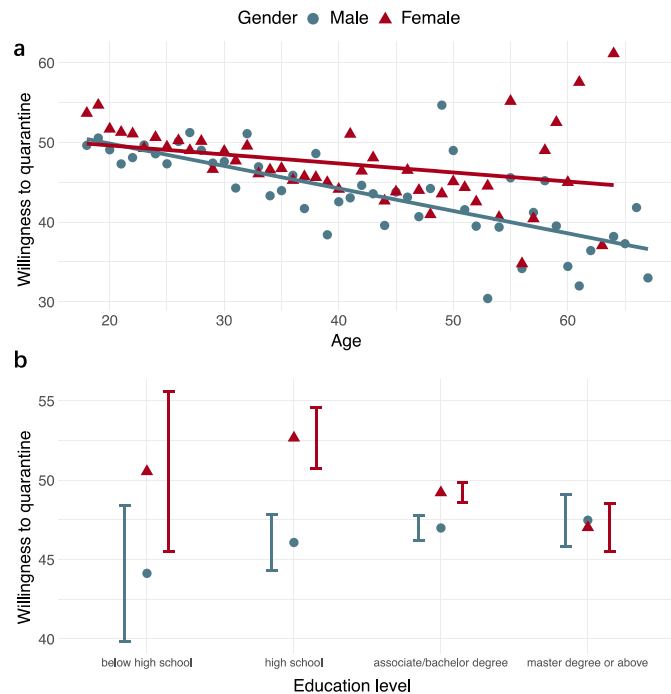 Gender Male Female
a
Willingness to quarantine
60
50
40
30
20 30 40 50 60
Age
b
Willingness to quarantine
55
50
45
40
below high school high school associate/bachelor degree master degree or above
Education level